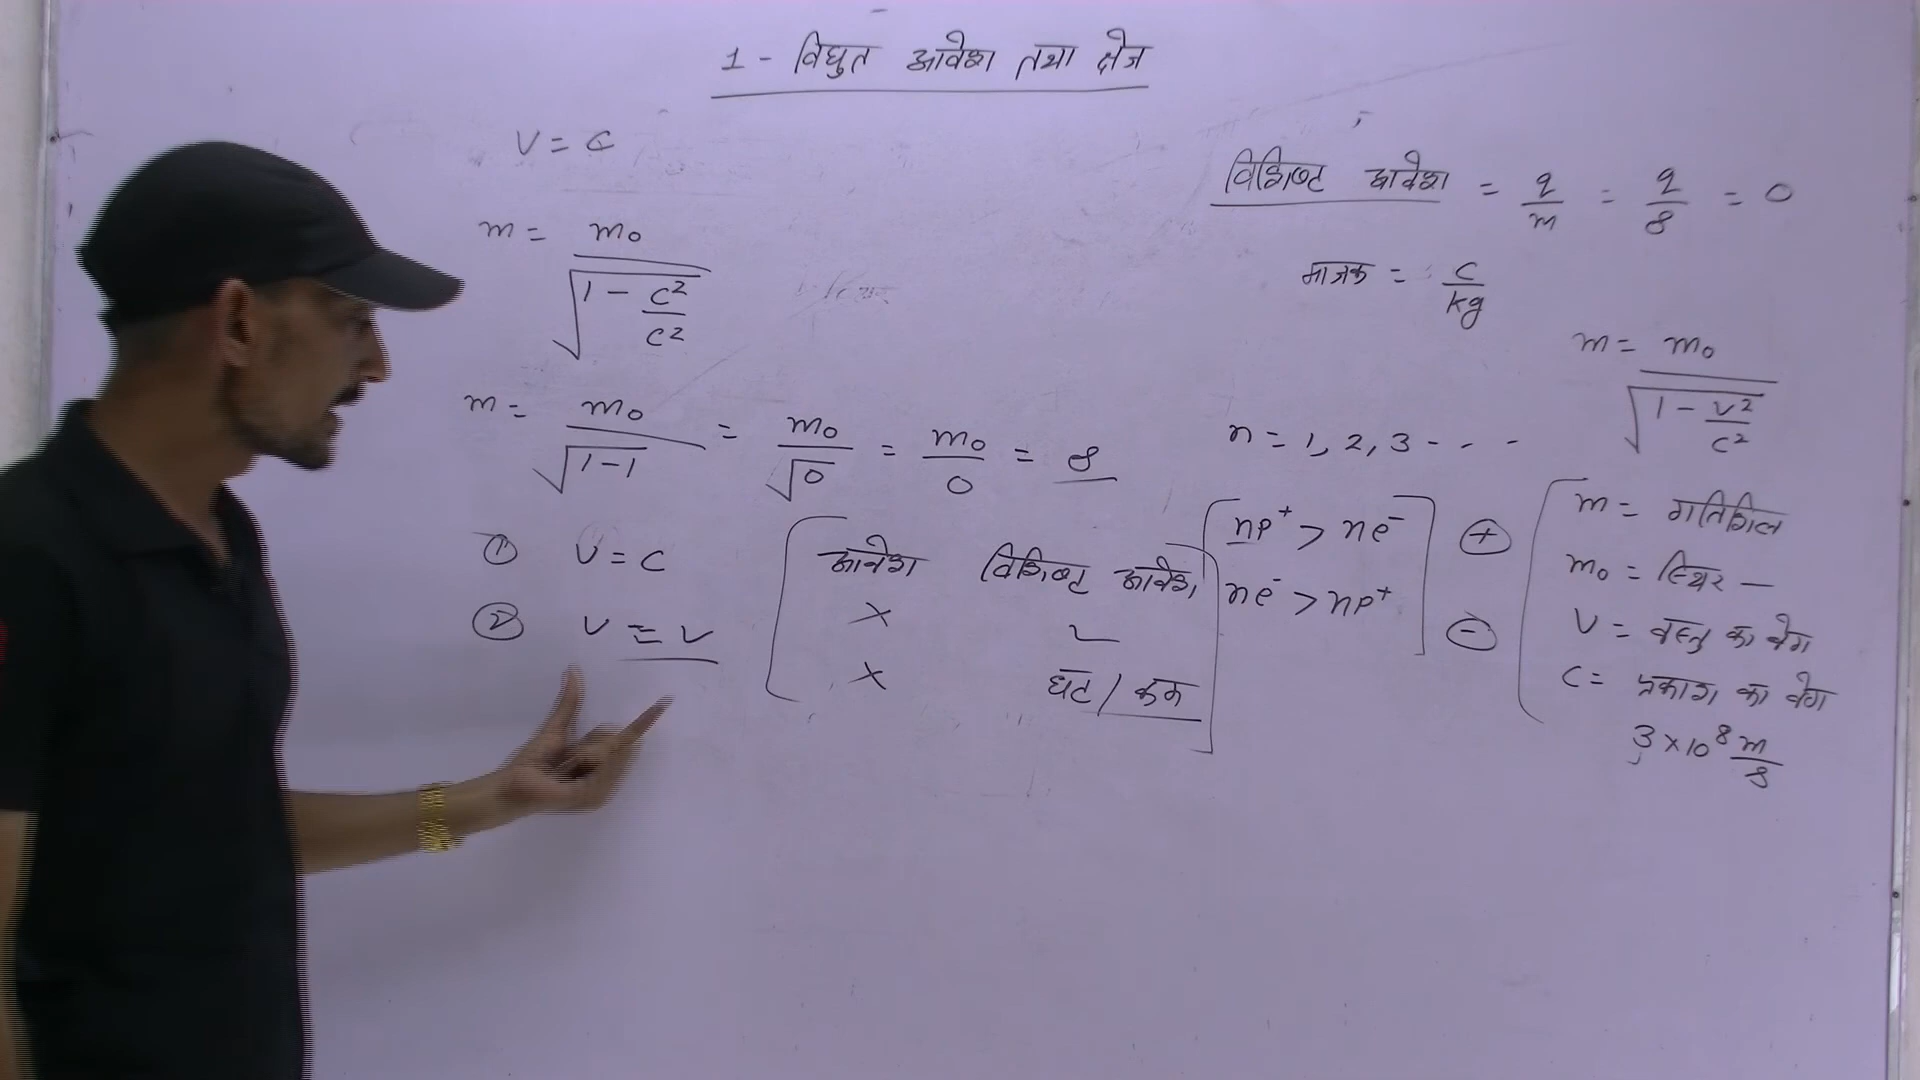 1 - विद्युत आवेश तथा क्षेत्र
V = C
m = m₀ / √(1 - c²/c²)
m = m₀ / √(1-1) = m₀ / √0 = m₀ / 0 = ∞
① V = C
② V = V
आवेश विशिष्ट आवेश
× ✓
× घट / कम
विशिष्ट आवेश = q/m = q/∞ = 0
मात्रक = C/kg
m = m₀ / √(1 - v²/c²)
n = 1, 2, 3 - - -
np⁺ > ne⁻ ⊕
ne⁻ > np⁺ ⊖
m = गतिशिल
m₀ = स्थिर —
V = वस्तु का वेग
C = प्रकाश का वेग
3 × 10⁸ m/s